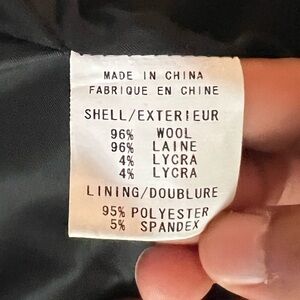 MADE IN CHINA
FABRIQUE EN CHINE
SHELL/EXTERIEUR
96% WOOL
96% LAINE
4% LYCRA
4% LYCRA
LINING/DOUBLURE
95% POLYESTER
5% SPANDEX